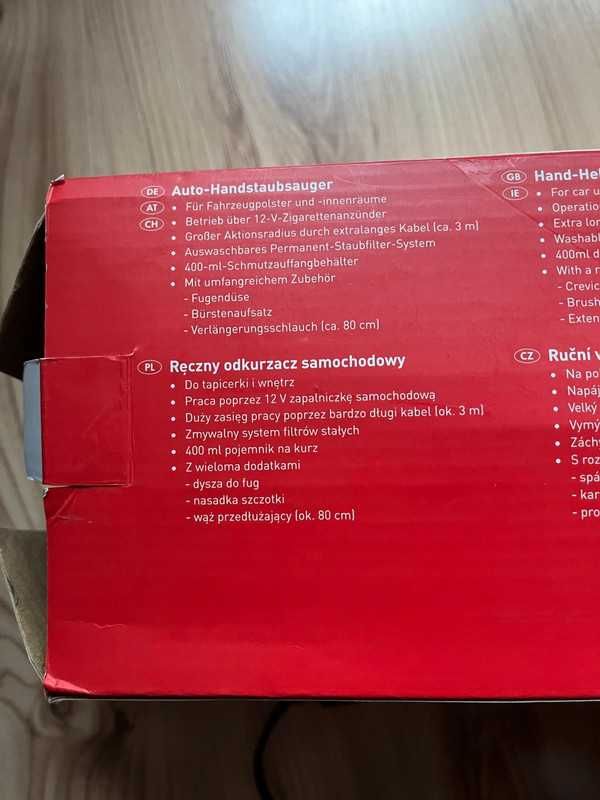 DE Auto-Handstaubsauger
AT
CH
• Für Fahrzeugpolster und -innenräume
• Betrieb über 12-V-Zigarettenanzünder
• Großer Aktionsradius durch extralanges Kabel (ca. 3 m)
• Auswaschbares Permanent-Staubfilter-System
• 400-ml-Schmutzauffangbehälter
• Mit umfangreichem Zubehör
- Fugendüse
- Bürstenaufsatz
- Verlängerungsschlauch (ca. 80 cm)
GB Hand-Hel
IE
• For car u
• Operatio
• Extra lon
• Washabl
• 400ml d
• With a r
- Crevic
- Brush
- Exten
PL Ręczny odkurzacz samochodowy
• Do tapicerki i wnętrz
• Praca poprzez 12 V zapalniczkę samochodową
• Duży zasięg pracy poprzez bardzo długi kabel (ok. 3 m)
• Zmywalny system filtrów stałych
• 400 ml pojemnik na kurz
• Z wieloma dodatkami
- dysza do fug
- nasadka szczotki
- wąż przedłużający (ok. 80 cm)
CZ Ruční v
• Na po
• Napáj
• Velký
• Vymý
• Zách
• S roz
- spá
- kar
- pro